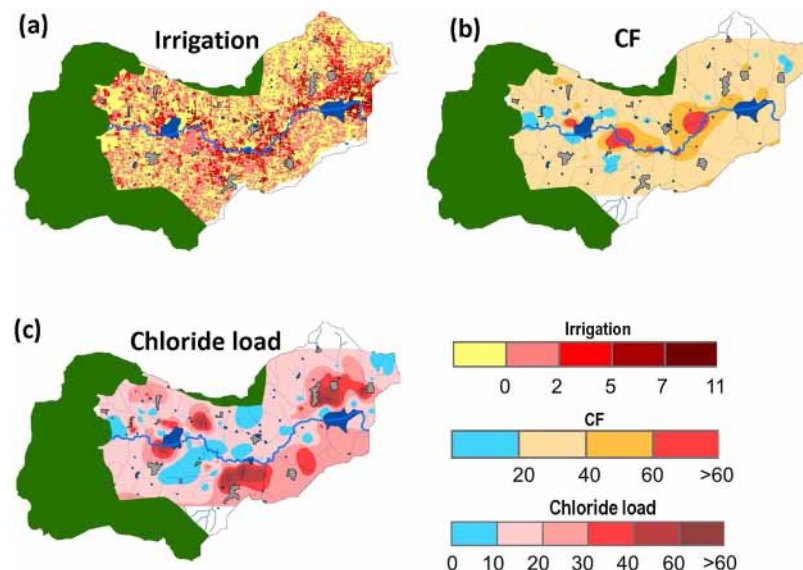 (a)
Irrigation
(b)
CF
(c)
Chloride load
Irrigation
0 2 5 7 11
CF
20 40 60 >60
Chloride load
0 10 20 30 40 60 >60